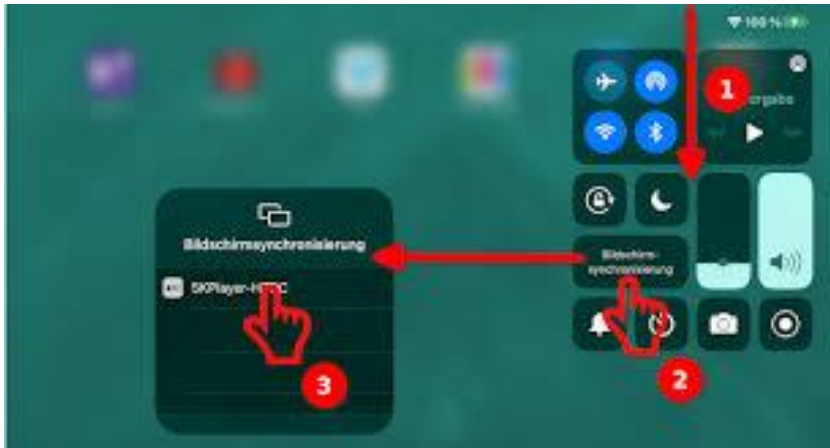 100 %
1
Bildschirmsynchronisierung
Bildschirm-
synchronisierung
2
3